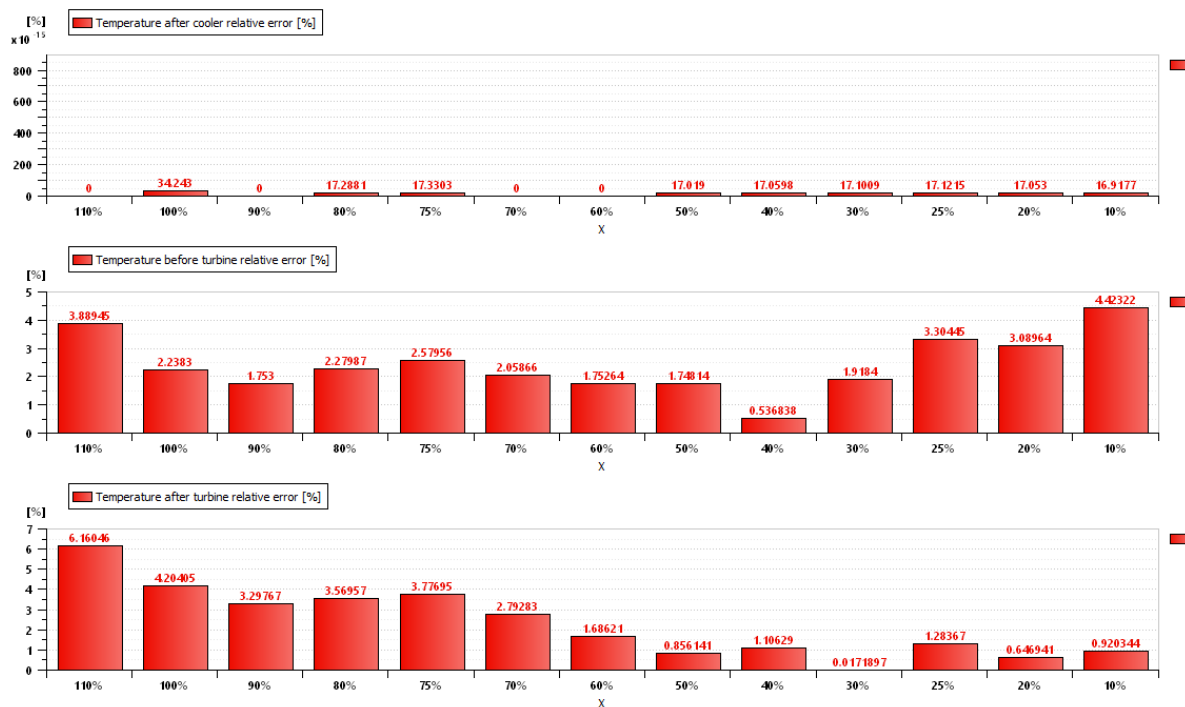 [%]
Temperature after cooler relative error [%]
x10 -15
800
600
400
200
0
0 34.243 0 17.2881 17.3303 0 0 17.019 17.0598 17.1009 17.1215 17.053 16.9177
110% 100% 90% 80% 75% 70% 60% 50% 40% 30% 25% 20% 10%
X
Temperature before turbine relative error [%]
[%]
5
4
3
2
1
0
3.88945 2.2383 1.753 2.27987 2.57956 2.05866 1.75264 1.74814 0.536838 1.9184 3.30445 3.08964 4.42322
110% 100% 90% 80% 75% 70% 60% 50% 40% 30% 25% 20% 10%
X
Temperature after turbine relative error [%]
[%]
7
6
5
4
3
2
1
0
6.16046 4.20405 3.29767 3.56957 3.77695 2.79283 1.68621 0.856141 1.10629 0.0171897 1.28367 0.646941 0.920344
110% 100% 90% 80% 75% 70% 60% 50% 40% 30% 25% 20% 10%
X